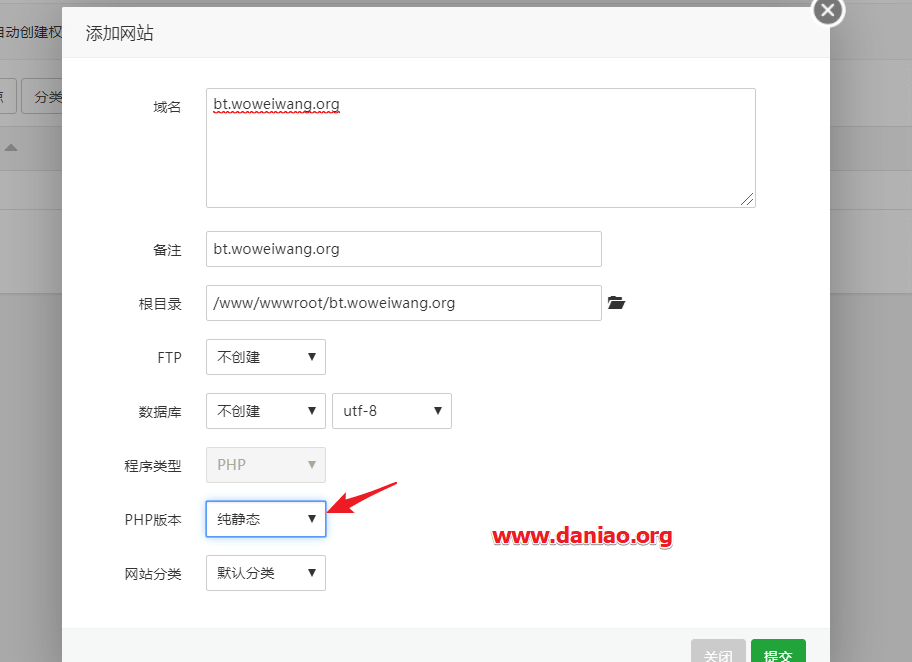 自动创建权
分类
添加网站
域名
bt.woweiwang.org
备注
bt.woweiwang.org
根目录
/www/wwwroot/bt.woweiwang.org
FTP
不创建
数据库
不创建
utf-8
程序类型
PHP
PHP版本
纯静态
www.daniao.org
网站分类
默认分类
关闭
提交